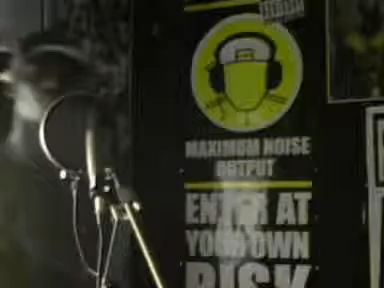 MAXIMUM NOISE
OUTPUT
ENTER AT
YOUR OWN
RISK